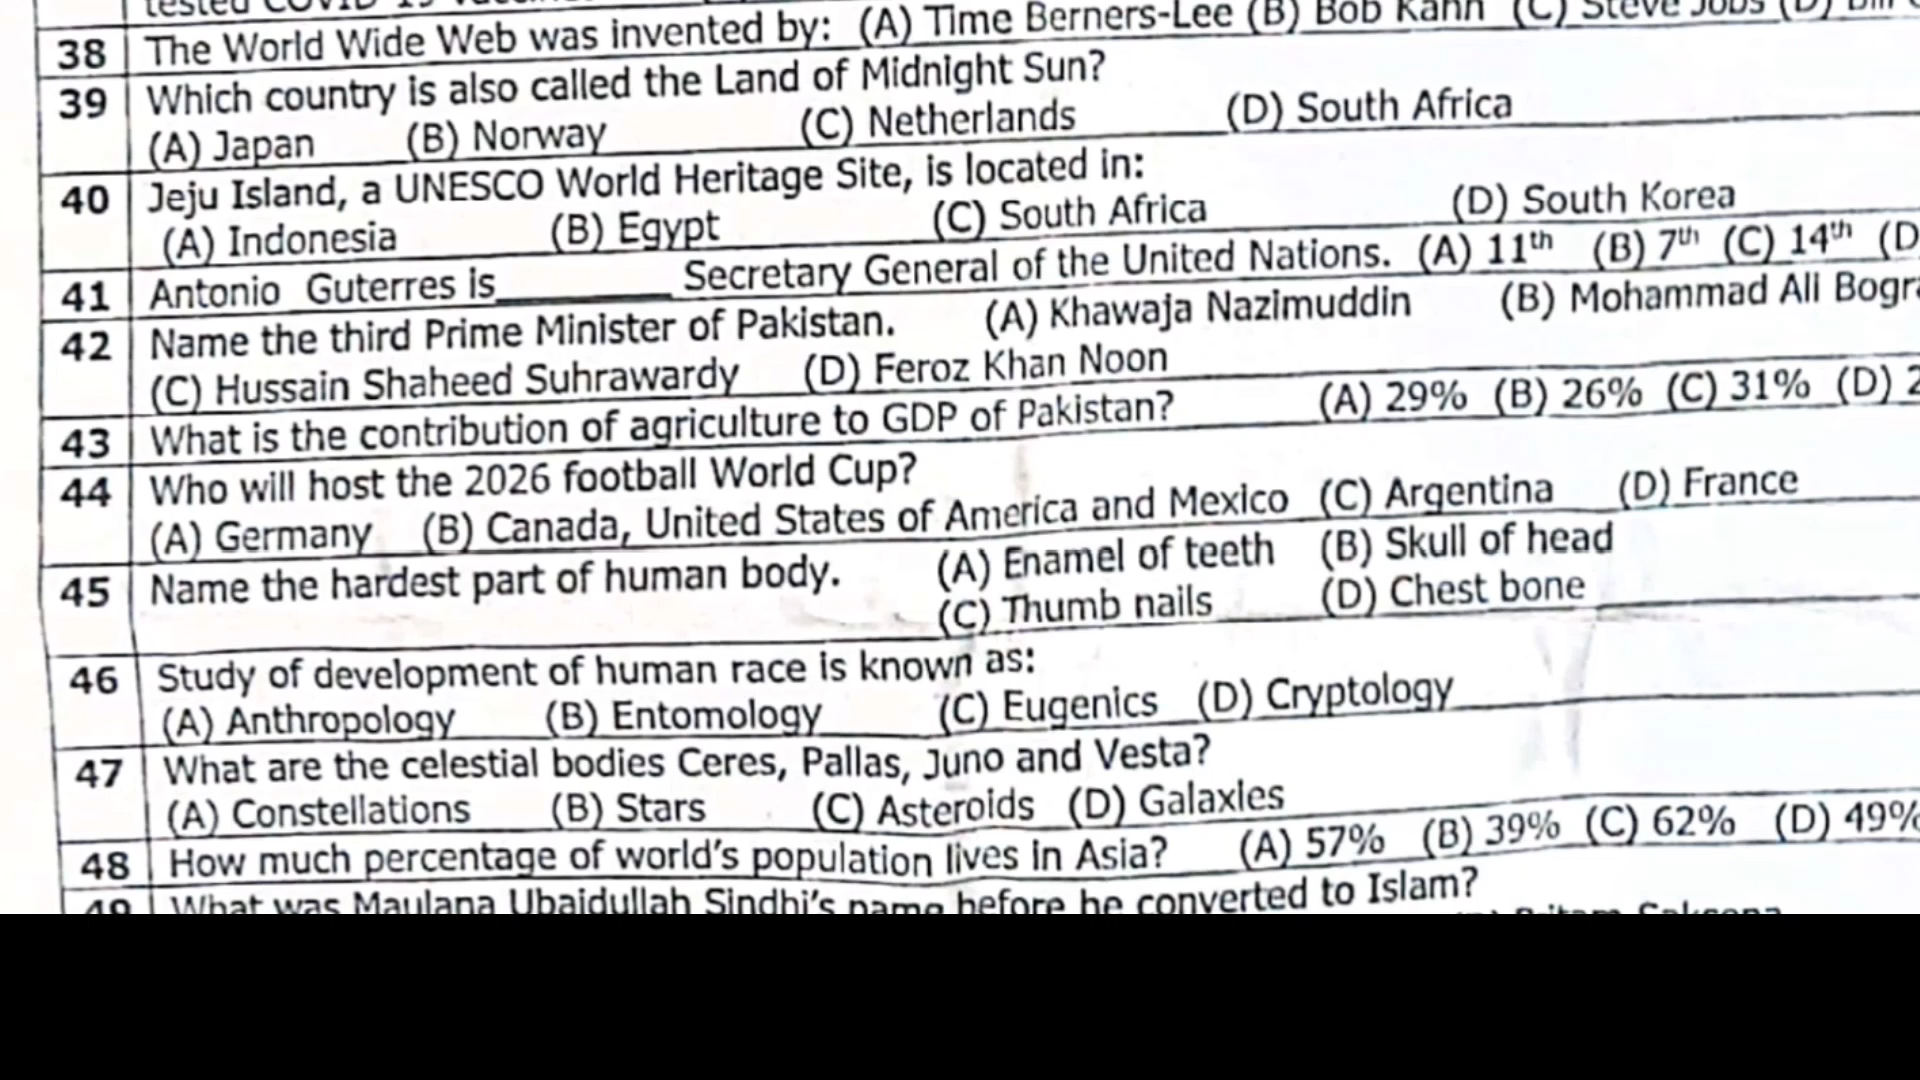 tested COVID-19
38 The World Wide Web was invented by: (A) Time Berners-Lee (B) Bob Kahn (C) Steve Jobs (D)
39 Which country is also called the Land of Midnight Sun?
(A) Japan (B) Norway (C) Netherlands (D) South Africa
40 Jeju Island, a UNESCO World Heritage Site, is located in:
(A) Indonesia (B) Egypt (C) South Africa (D) South Korea
41 Antonio Guterres is________ Secretary General of the United Nations. (A) 11th (B) 7th (C) 14th (D
42 Name the third Prime Minister of Pakistan. (A) Khawaja Nazimuddin (B) Mohammad Ali Bogra
(C) Hussain Shaheed Suhrawardy (D) Feroz Khan Noon
43 What is the contribution of agriculture to GDP of Pakistan? (A) 29% (B) 26% (C) 31% (D) 2
44 Who will host the 2026 football World Cup?
(A) Germany (B) Canada, United States of America and Mexico (C) Argentina (D) France
45 Name the hardest part of human body. (A) Enamel of teeth (B) Skull of head
(C) Thumb nails (D) Chest bone
46 Study of development of human race is known as:
(A) Anthropology (B) Entomology (C) Eugenics (D) Cryptology
47 What are the celestial bodies Ceres, Pallas, Juno and Vesta?
(A) Constellations (B) Stars (C) Asteroids (D) Galaxies
48 How much percentage of world's population lives in Asia? (A) 57% (B) 39% (C) 62% (D) 49%
49 What was Maulana Ubaidullah Sindhi's name before he converted to Islam?